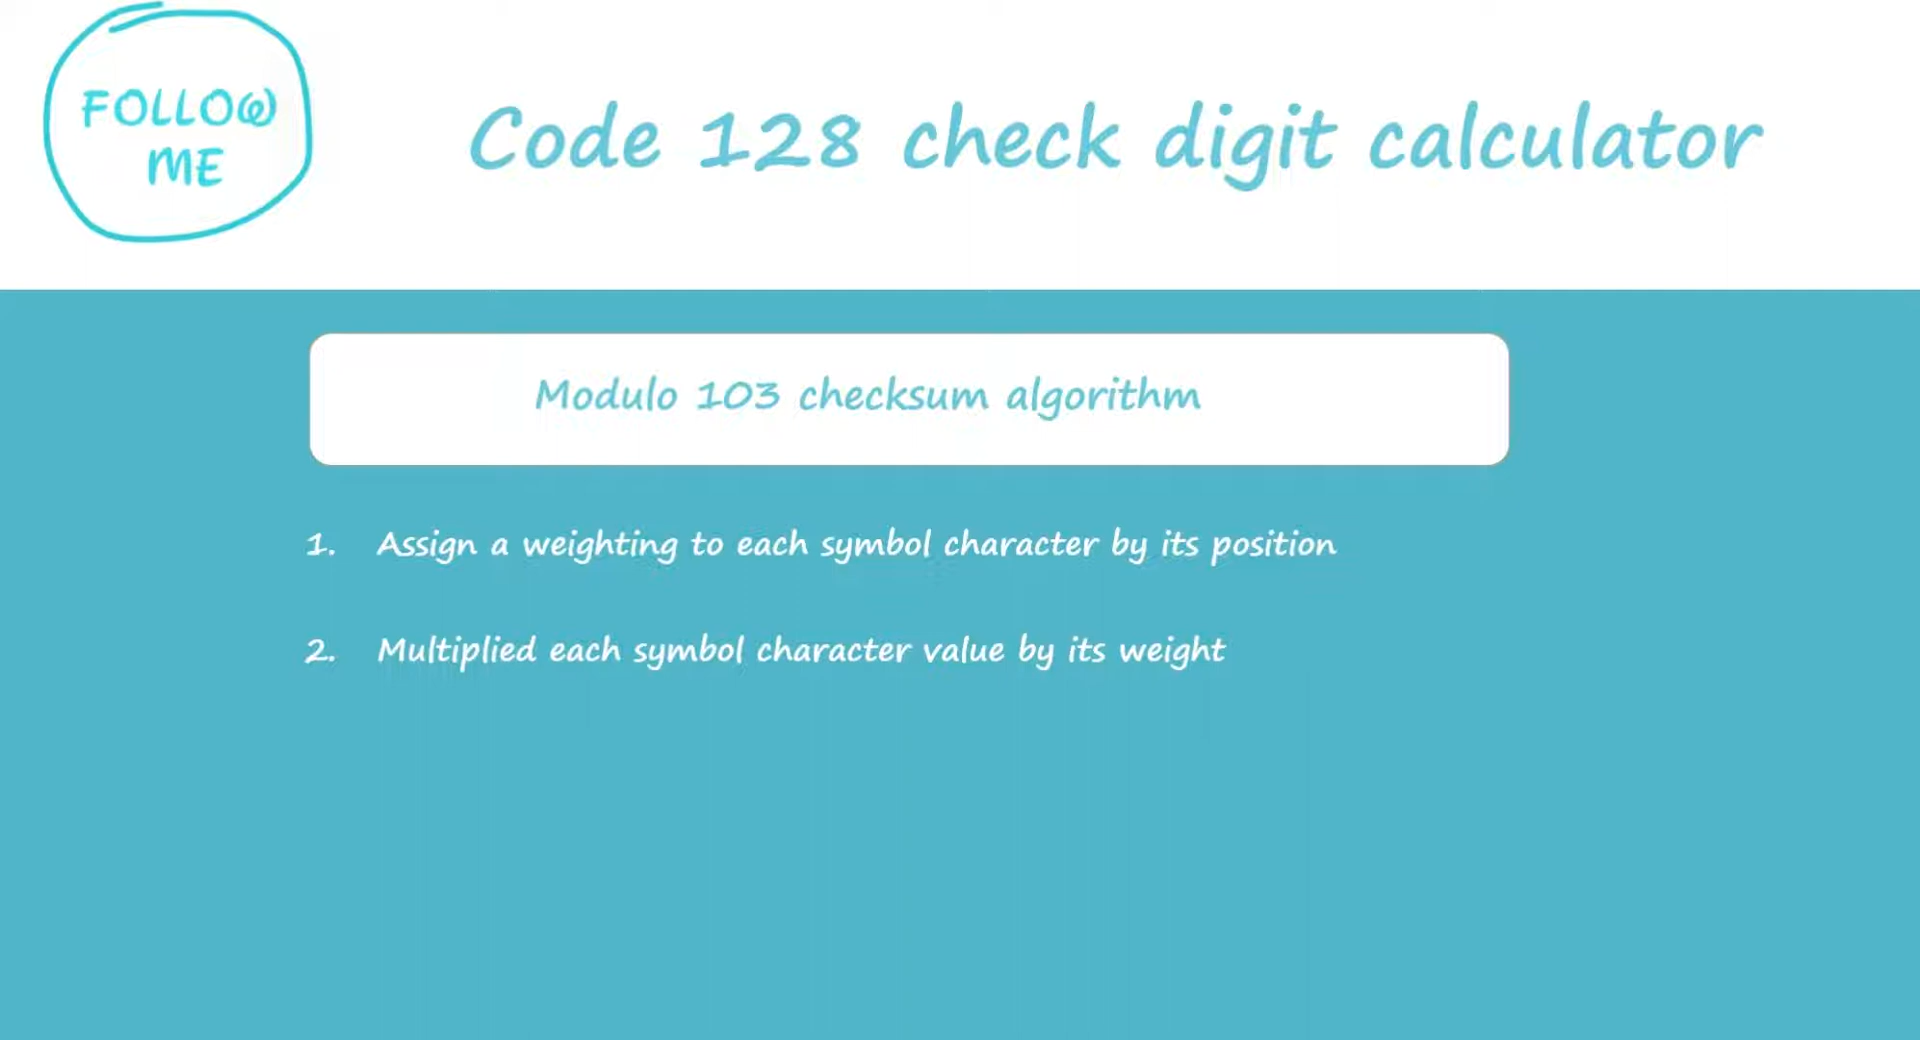 FOLLOW
ME
Code 128 check digit calculator
Modulo 103 checksum algorithm
1. Assign a weighting to each symbol character by its position
2. Multiplied each symbol character value by its weight